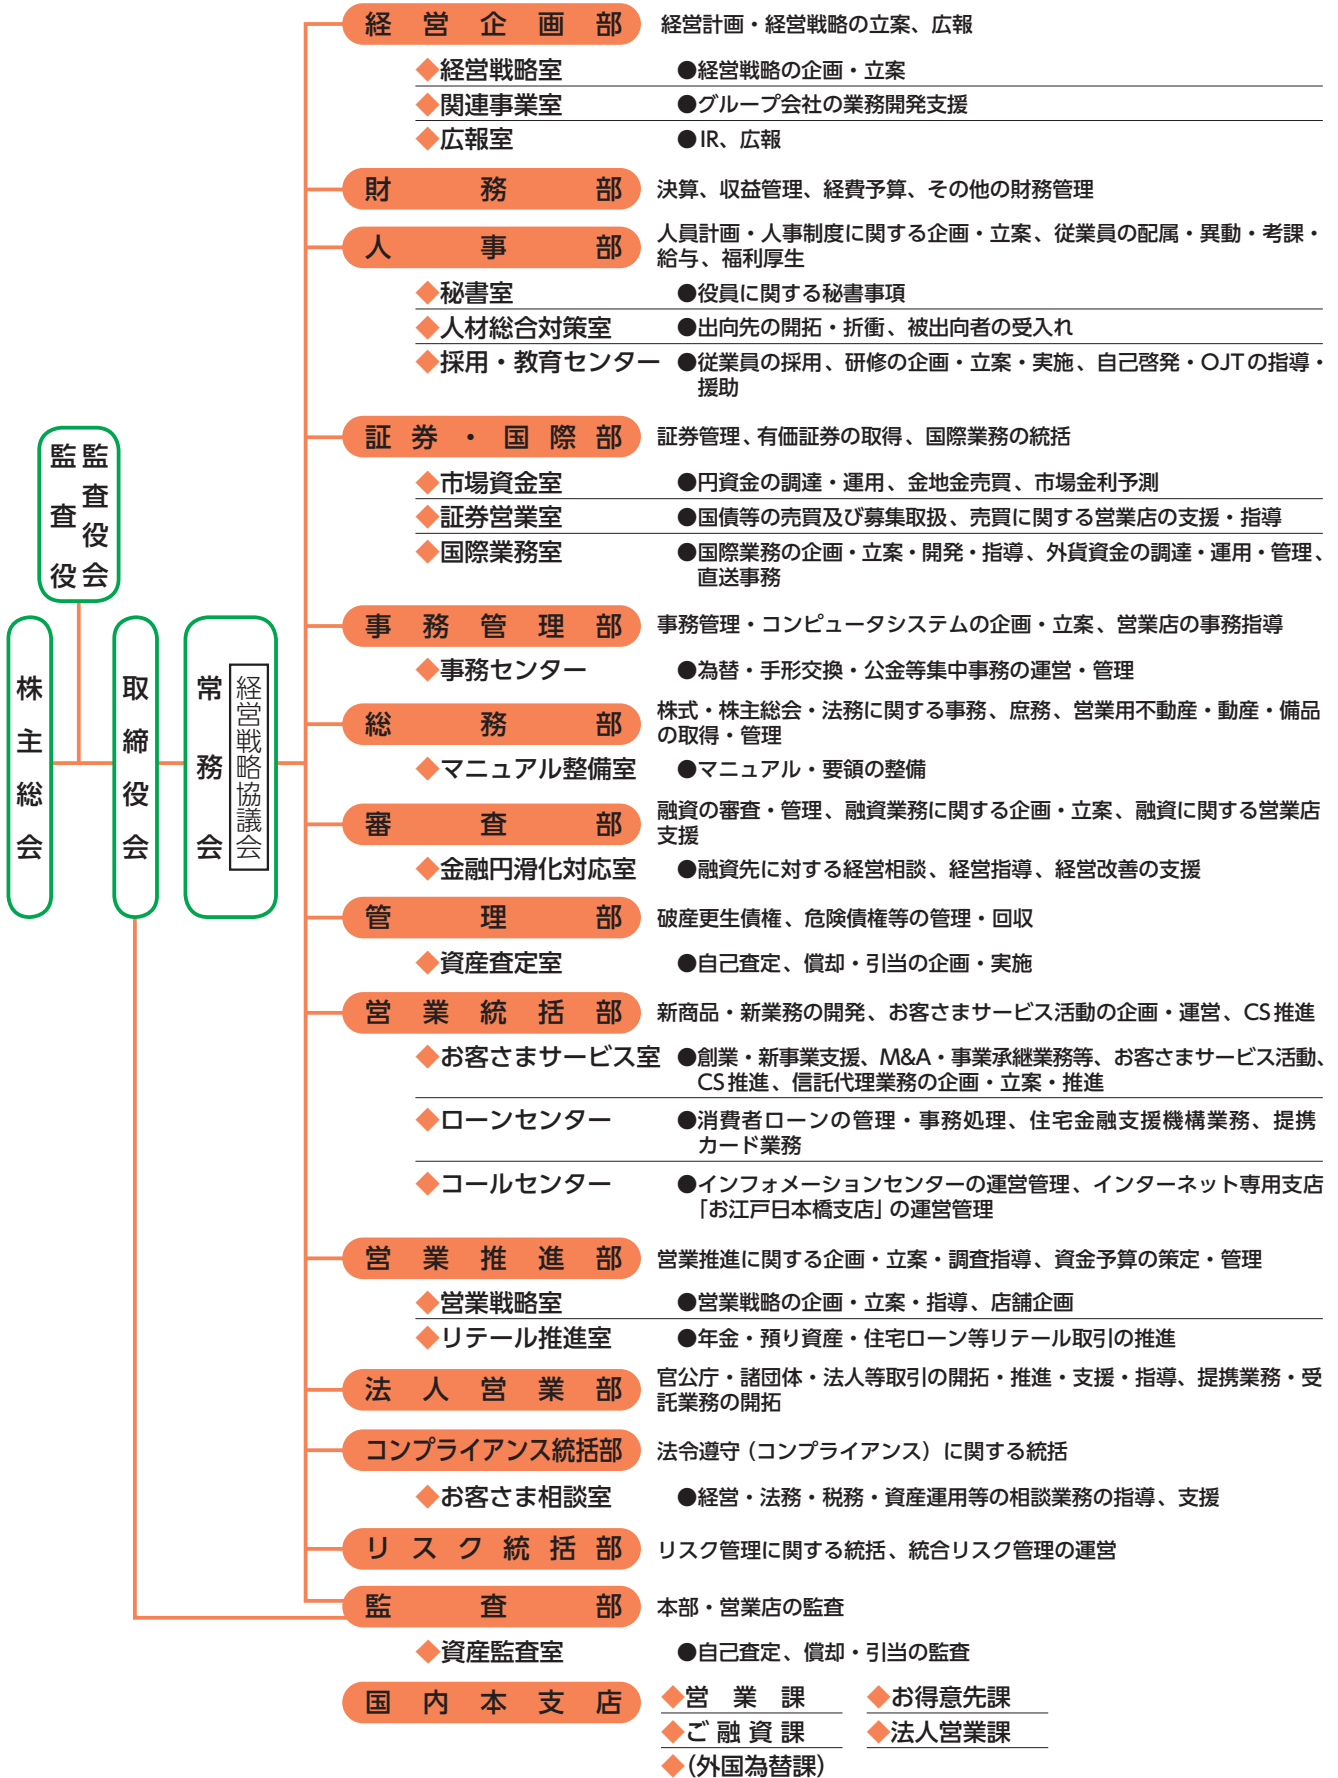 経営企画部 経営計画・経営戦略の立案、広報
◆経営戦略室 ●経営戦略の企画・立案
◆関連事業室 ●グループ会社の業務開発支援
◆広報室 ●IR、広報
財務部 決算、収益管理、経費予算、その他の財務管理
人事部 人員計画・人事制度に関する企画・立案、従業員の配属・異動・考課・
給与、福利厚生
◆秘書室 ●役員に関する秘書事項
◆人材総合対策室 ●出向先の開拓・折衝、被出向者の受入れ
◆採用・教育センター ●従業員の採用、研修の企画・立案・実施、自己啓発・OJTの指導・
援助
証券・国際部 証券管理、有価証券の取得、国際業務の統括
◆市場資金室 ●円資金の調達・運用、金地金売買、市場金利予測
◆証券営業室 ●国債等の売買及び募集取扱、売買に関する営業店の支援・指導
◆国際業務室 ●国際業務の企画・立案・開発・指導、外貨資金の調達・運用・管理、
直送事務
監査役会
監査役
株主総会
取締役会
常務会
経営戦略協議会
事務管理部 事務管理・コンピュータシステムの企画・立案、営業店の事務指導
◆事務センター ●為替・手形交換・公金等集中事務の運営・管理
総務部 株式・株主総会・法務に関する事務、庶務、営業用不動産・動産・備品
の取得・管理
◆マニュアル整備室 ●マニュアル・要領の整備
審査部 融資の審査・管理、融資業務に関する企画・立案、融資に関する営業店
支援
◆金融円滑化対応室 ●融資先に対する経営相談、経営指導、経営改善の支援
管理部 破産更生債権、危険債権等の管理・回収
◆資産査定室 ●自己査定、償却・引当の企画・実施
営業統括部 新商品・新業務の開発、お客さまサービス活動の企画・運営、CS推進
◆お客さまサービス室 ●創業・新事業支援、M&A・事業承継業務等、お客さまサービス活動、
CS推進、信託代理業務の企画・立案・推進
◆ローンセンター ●消費者ローンの管理・事務処理、住宅金融支援機構業務、提携
カード業務
◆コールセンター ●インフォメーションセンターの運営管理、インターネット専用支店
「お江戸日本橋支店」の運営管理
営業推進部 営業推進に関する企画・立案・調査指導、資金予算の策定・管理
◆営業戦略室 ●営業戦略の企画・立案・指導、店舗企画
◆リテール推進室 ●年金・預り資産・住宅ローン等リテール取引の推進
法人営業部 官公庁・諸団体・法人等取引の開拓・推進・支援・指導、提携業務・受
託業務の開拓
コンプライアンス統括部 法令遵守（コンプライアンス）に関する統括
◆お客さま相談室 ●経営・法務・税務・資産運用等の相談業務の指導、支援
リスク統括部 リスク管理に関する統括、統合リスク管理の運営
監査部 本部・営業店の監査
◆資産監査室 ●自己査定、償却・引当の監査
国内本支店 ◆営業課 ◆お得意先課
◆ご融資課 ◆法人営業課
◆(外国為替課)